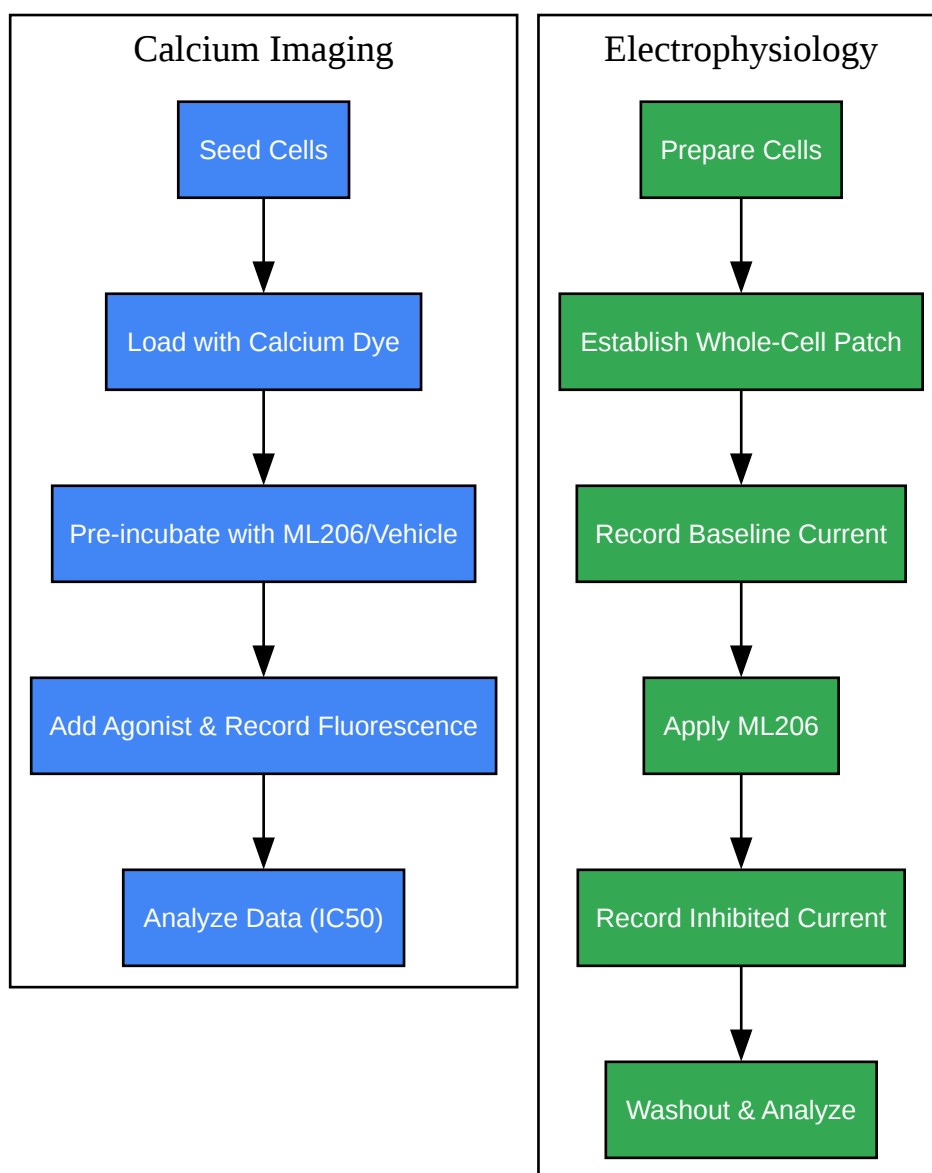 Calcium Imaging
Seed Cells
Load with Calcium Dye
Pre-incubate with ML206/Vehicle
Add Agonist & Record Fluorescence
Analyze Data (IC50)
Electrophysiology
Prepare Cells
Establish Whole-Cell Patch
Record Baseline Current
Apply ML206
Record Inhibited Current
Washout & Analyze